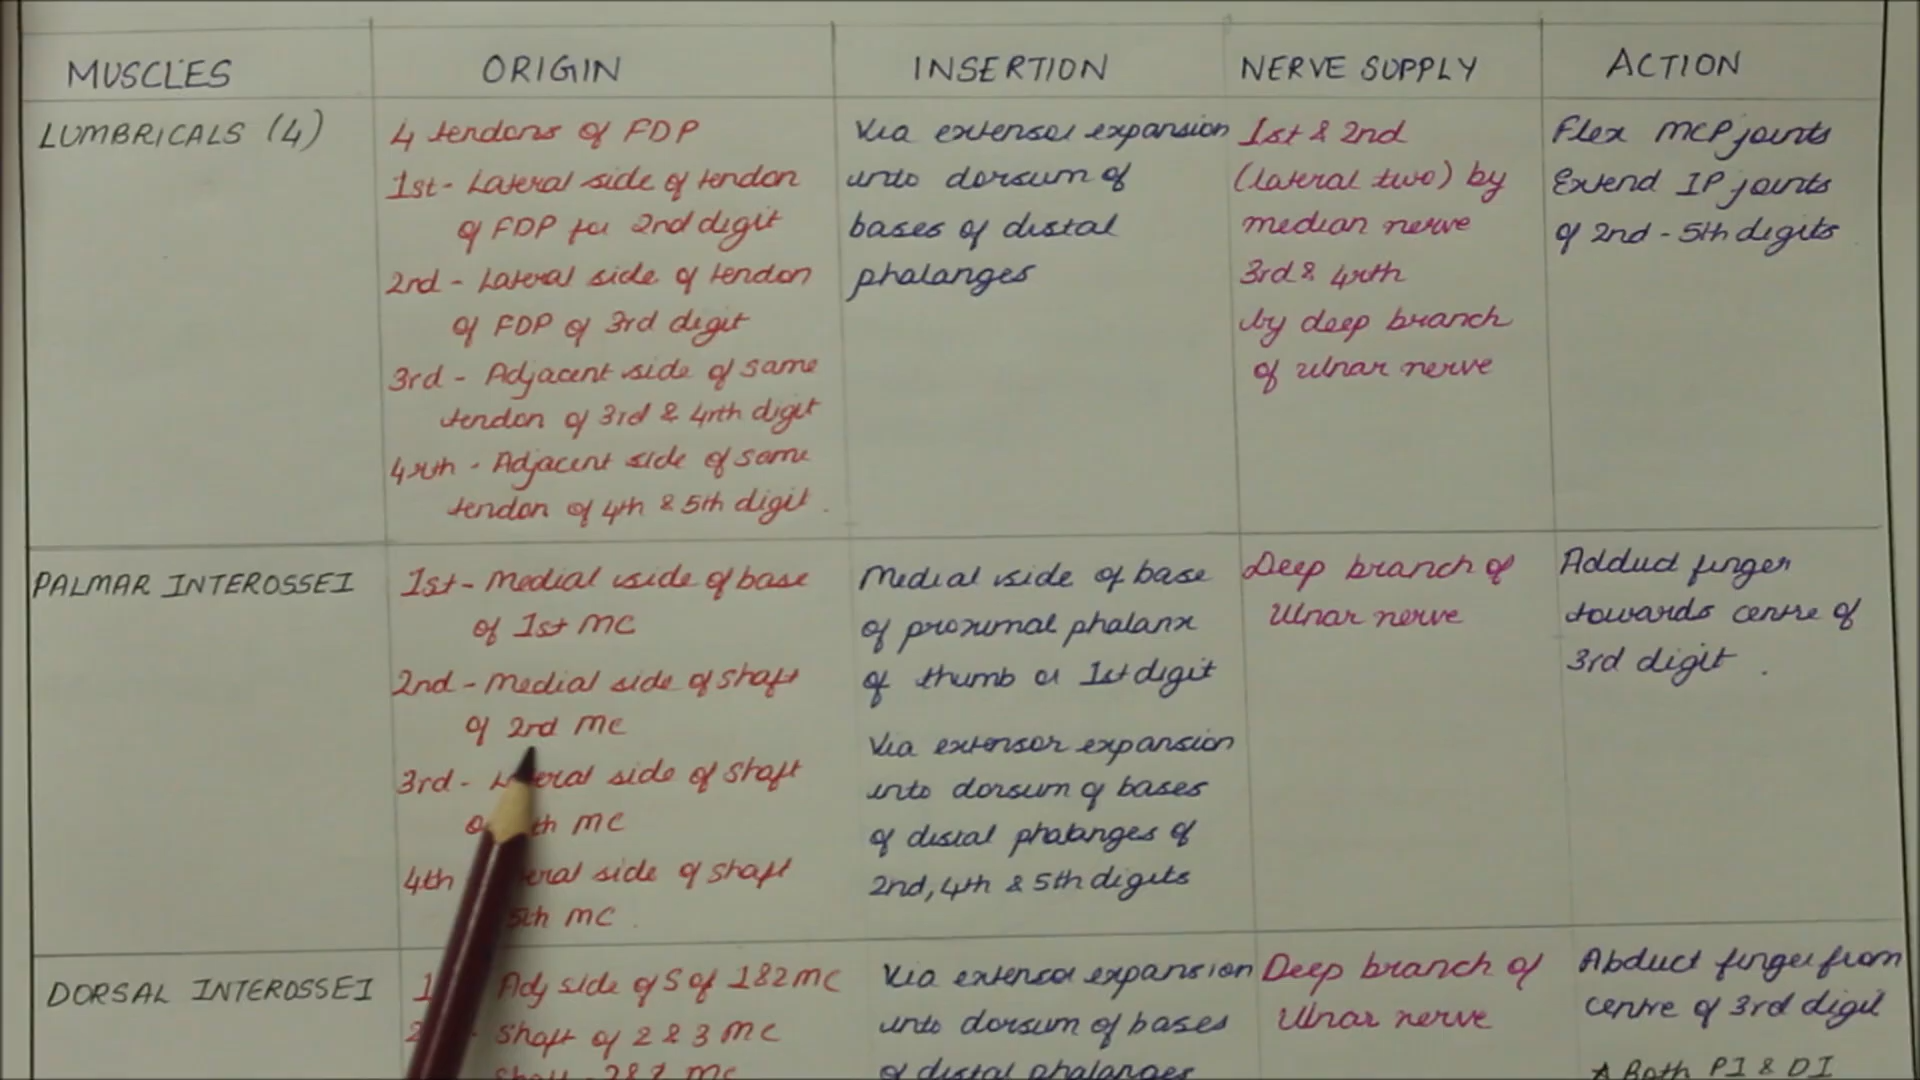 MUSCLES
ORIGIN
INSERTION
NERVE SUPPLY
ACTION
LUMBRICALS (4)
4 tendons of FDP
1st - Lateral side of tendon
of FDP for 2nd digit
2nd - Lateral side of tendon
of FDP of 3rd digit
3rd - Adjacent side of same
tendon of 3rd & 4rth digit
4rth - Adjacent side of same
tendon of 4th & 5th digit.
Via extensor expansion
into dorsum of
bases of distal
phalanges
1st & 2nd
(lateral two) by
median nerve
3rd & 4rth
by deep branch
of ulnar nerve
Flex MCP joints
Extend IP joints
of 2nd - 5th digits
PALMAR INTEROSSEI
1st - Medial side of base
of 1st MC
2nd - Medial side of shaft
of 2rd MC
3rd - side of shaft
MC
4th side of shaft
5th MC.
Medial side of base
of proximal phalanx
of thumb or 1st digit
Via extensor expansion
into dorsum of bases
of distal phalanges of
2nd, 4th & 5th digits
Deep branch of
Ulnar nerve
Adduct finger
towards centre of
3rd digit.
DORSAL INTEROSSEI
Adj side of S of 1&2 MC
Shaft of 2 & 3 MC
MC
Via extensor expansion
into dorsum of bases
of distal phalanges
Deep branch of
Ulnar nerve
Abduct finger from
centre of 3rd digit
* Both PI & DI